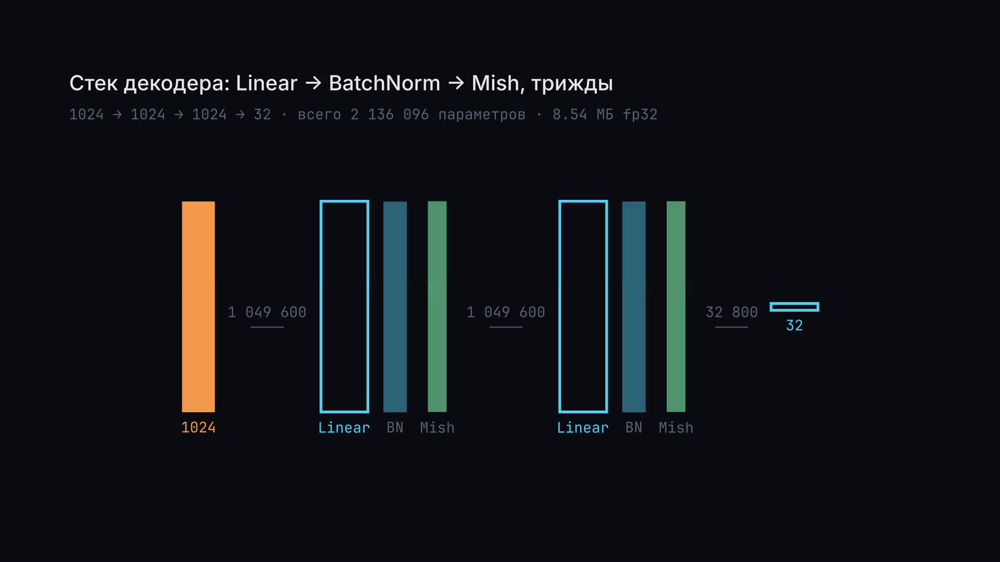 Стек декодера: Linear → BatchNorm → Mish, трижды
1024 → 1024 → 1024 → 32 · всего 2 136 096 параметров · 8.54 МБ fp32
1 049 600
1 049 600
32 800
32
1024
Linear
BN
Mish
Linear
BN
Mish